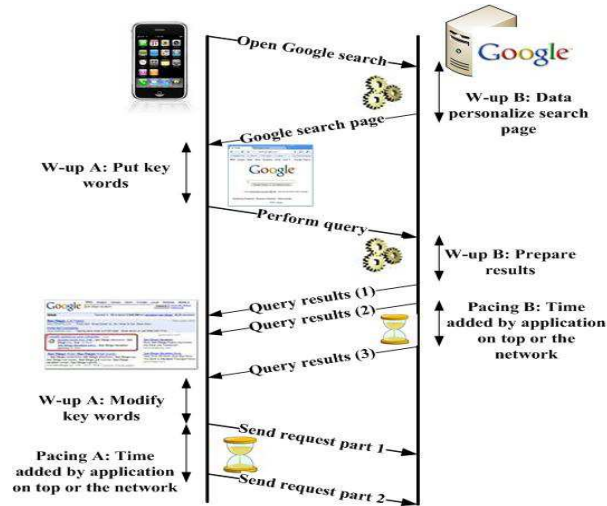 Open Google search
Google
W-up B: Data
personalize search
page
Google search page
W-up A: Put key
words
Google
Perform query
W-up B: Prepare
results
Query results (1)
Query results (2)
Google
Pacing B: Time
added by application
on top or the
network
Query results (3)
W-up A: Modify
key words
Send request part 1
Pacing A: Time
added by application
on top or the network
Send request part 2